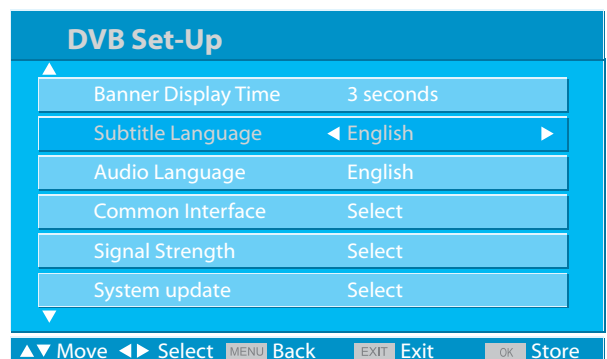 DVB Set-Up
Banner Display Time 3 seconds
Subtitle Language English
Audio Language English
Common Interface Select
Signal Strength Select
System update Select
Move Select MENU Back EXIT Exit OK Store